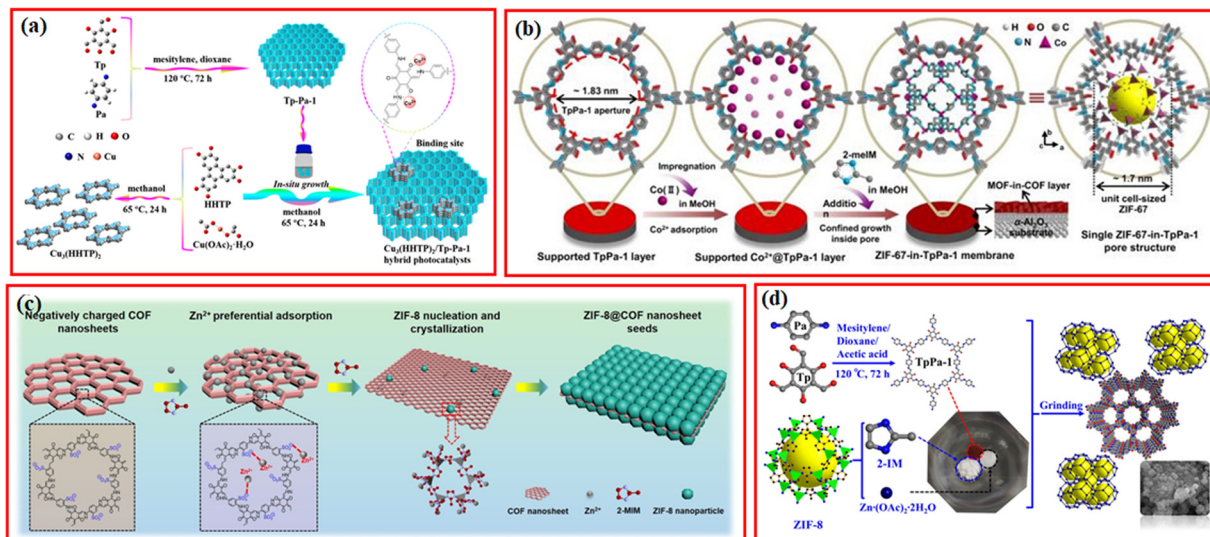 (a)
Tp
Pa
mesitylene, dioxane
120 °C, 72 h
Tp-Pa-1
C
H
O
N
Cu
HHTP
Cu(OAc)₂·H₂O
methanol
65 °C, 24 h
Cu₃(HHTP)₂
In-situ growth
methanol
65 °C, 24 h
Cu²⁺
Cu²⁺
Binding site
Cu₃(HHTP)₂/Tp-Pa-1
hybrid photocatalysts
(b)
~ 1.83 nm
TpPa-1 aperture
H
O
C
N
Co
b
c
a
Impregnation
Co(Ⅱ)
in MeOH
Co²⁺ adsorption
2-meIM
in MeOH
Additio
n
Confined growth
inside pore
MOF-in-COF layer
α-Al₂O₃
substrate
~ 1.7 nm
unit cell-sized
ZIF-67
Supported TpPa-1 layer
Supported Co²⁺@TpPa-1 layer
ZIF-67-in-TpPa-1 membrane
Single ZIF-67-in-TpPa-1
pore structure
(c)
Negatively charged COF
nanosheets
Zn²⁺ preferential adsorption
ZIF-8 nucleation and
crystallization
ZIF-8@COF nanosheet
seeds
Zn²⁺
Zn²⁺
Zn²⁺
COF nanosheet
Zn²⁺
2-MIM
ZIF-8 nanoparticle
(d)
Pa
Tp
Mesitylene/
Dioxane/
Acetic acid
120 °C, 72 h
TpPa-1
2-IM
Zn·(OAc)₂·2H₂O
ZIF-8
Grinding